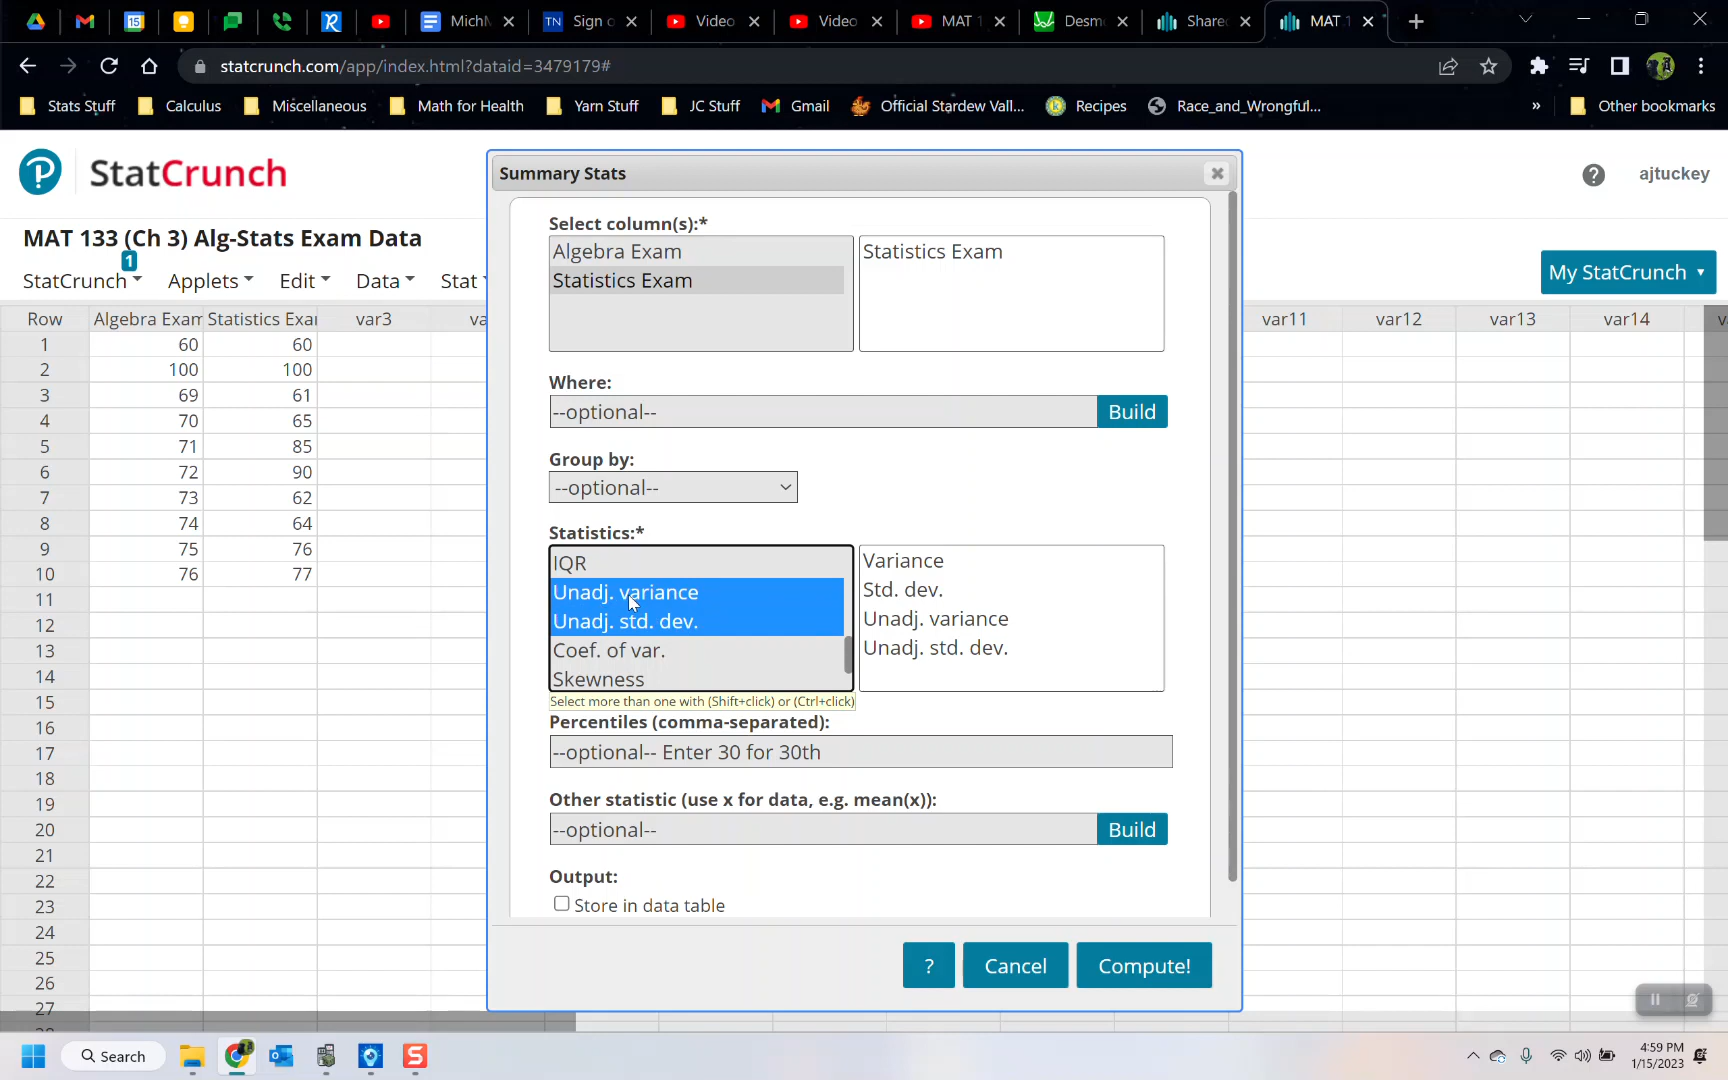 MichM
Sign o
Video
Video
MAT 1
Desm
Share
MAT 1
statcrunch.com/app/index.html?dataid=3479179#
Stats Stuff
Calculus
Miscellaneous
Math for Health
Yarn Stuff
JC Stuff
Gmail
Official Stardew Vall...
Recipes
Race_and_Wrongful...
»
Other bookmarks
StatCrunch
ajtuckey
MAT 133 (Ch 3) Alg-Stats Exam Data
1
StatCrunch
Applets
Edit
Data
Stat
My StatCrunch
Row Algebra Exam Statistics Exa var3 va
var11 var12 var13 var14 v
1 60 60
2 100 100
3 69 61
4 70 65
5 71 85
6 72 90
7 73 62
8 74 64
9 75 76
10 76 77
11
12
13
14
15
16
17
18
19
20
21
22
23
24
25
26
27
28
Summary Stats
Select column(s):*
Algebra Exam
Statistics Exam
Statistics Exam
Where:
--optional--
Build
Group by:
--optional--
Statistics:*
IQR
Unadj. variance
Unadj. std. dev.
Coef. of var.
Skewness
Variance
Std. dev.
Unadj. variance
Unadj. std. dev.
Select more than one with (Shift+click) or (Ctrl+click)
Percentiles (comma-separated):
--optional-- Enter 30 for 30th
Other statistic (use x for data, e.g. mean(x)):
--optional--
Build
Output:
Store in data table
?
Cancel
Compute!
Search
4:59 PM
1/15/2023